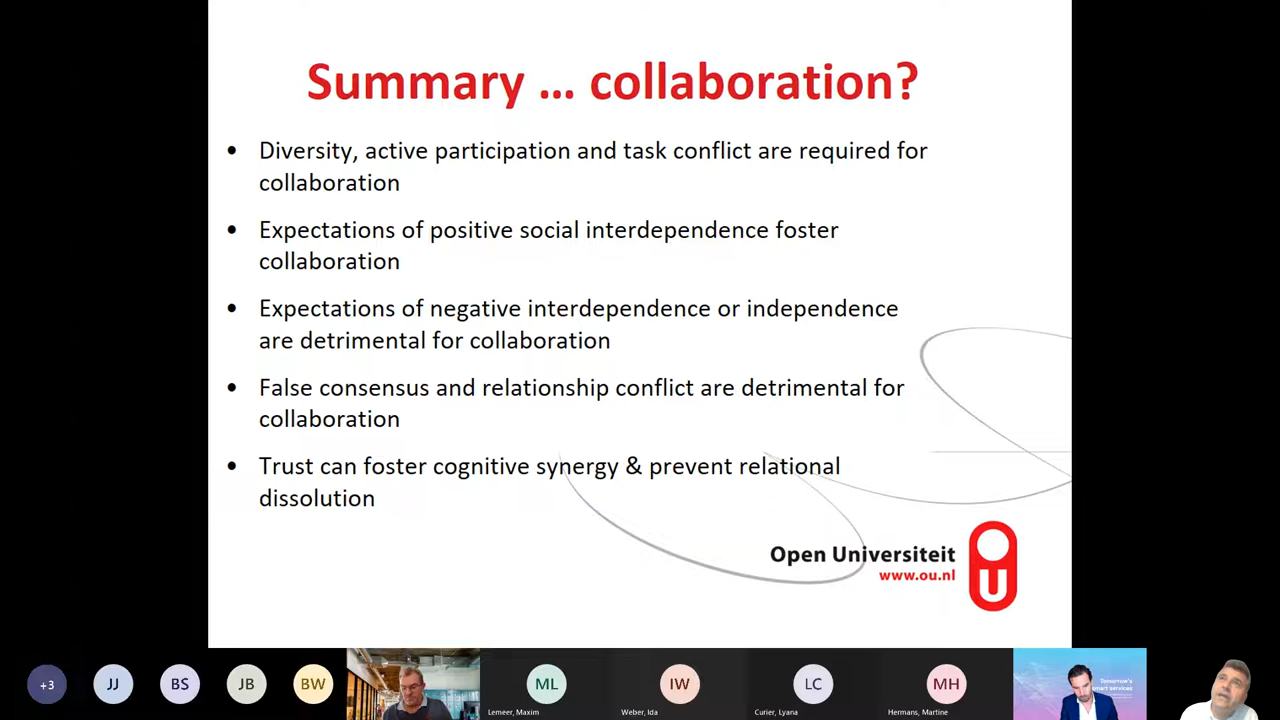 Summary ... collaboration?
• Diversity, active participation and task conflict are required for
collaboration
• Expectations of positive social interdependence foster
collaboration
• Expectations of negative interdependence or independence
are detrimental for collaboration
• False consensus and relationship conflict are detrimental for
collaboration
• Trust can foster cognitive synergy & prevent relational
dissolution
Open Universiteit
www.ou.nl
U
+3
JJ
BS
JB
BW
ML
Lemeer, Maxim
IW
Weber, Ida
LC
Curier, Lyana
MH
Hermans, Martine
Tomorrow's
smart services